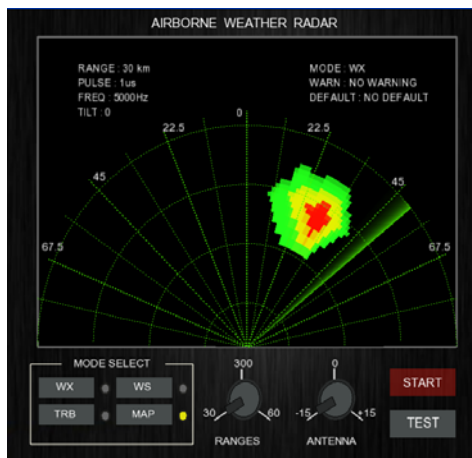 AIRBORNE WEATHER RADAR
RANGE : 30 km
PULSE : 1us
FREQ : 5000Hz
TILT : 0
MODE : WX
WARN : NO WARNING
DEFAULT : NO DEFAULT
0
22.5
22.5
45
45
67.5
67.5
MODE SELECT
WX
WS
TRB
MAP
300
30
60
RANGES
0
-15
+15
ANTENNA
START
TEST